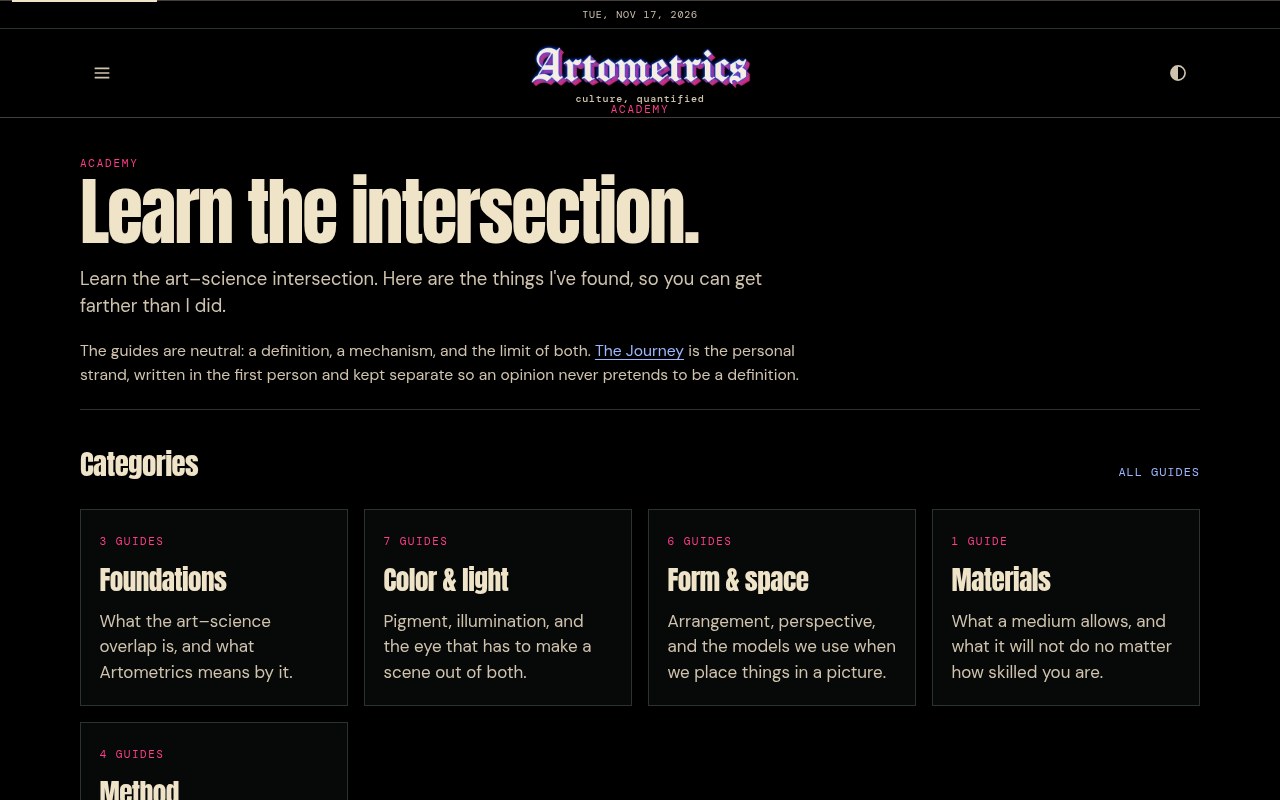 TUE, NOV 17, 2026
Artometrics
culture, quantified
ACADEMY
ACADEMY
Learn the intersection.
Learn the art–science intersection. Here are the things I've found, so you can get
farther than I did.
The guides are neutral: a definition, a mechanism, and the limit of both. The Journey is the personal
strand, written in the first person and kept separate so an opinion never pretends to be a definition.
Categories
ALL GUIDES
3 GUIDES
Foundations
What the art–science
overlap is, and what
Artometrics means by it.
7 GUIDES
Color & light
Pigment, illumination, and
the eye that has to make a
scene out of both.
6 GUIDES
Form & space
Arrangement, perspective,
and the models we use when
we place things in a picture.
1 GUIDE
Materials
What a medium allows, and
what it will not do no matter
how skilled you are.
4 GUIDES
Method